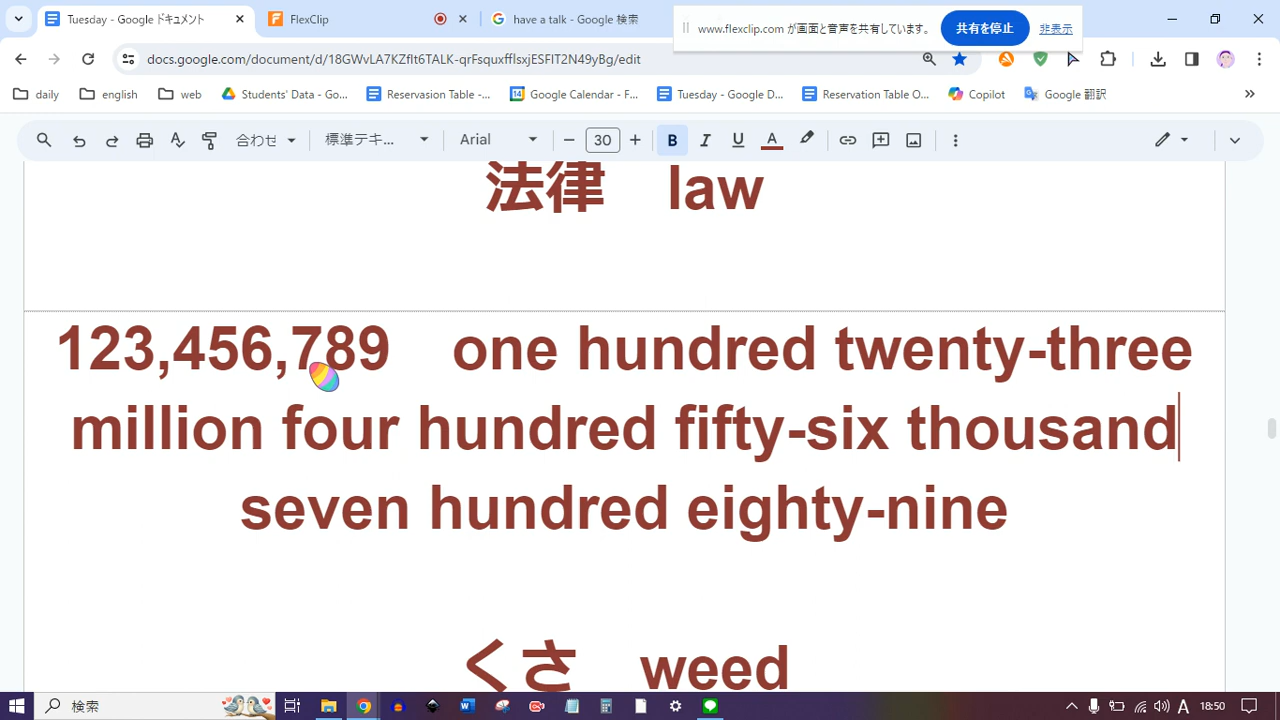 Tuesday - Google ドキュメント
FlexClip
have a talk - Google 検索
www.flexclip.com が画面と音声を共有しています。
共有を停止
非表示
docs.google.com/document/d/18GWvLA7KZfIt6TALK-qrFsquxfflsxjESFIT2N49yBg/edit
daily
english
web
Students' Data - Go...
Reservasion Table -...
Google Calendar - F...
Tuesday - Google D...
Reservation Table O...
Copilot
Google 翻訳
合わせ
標準テキ...
Arial
30
法律 law
123,456,789 one hundred twenty-three
million four hundred fifty-six thousand
seven hundred eighty-nine
くさ weed
検索
A
18:50